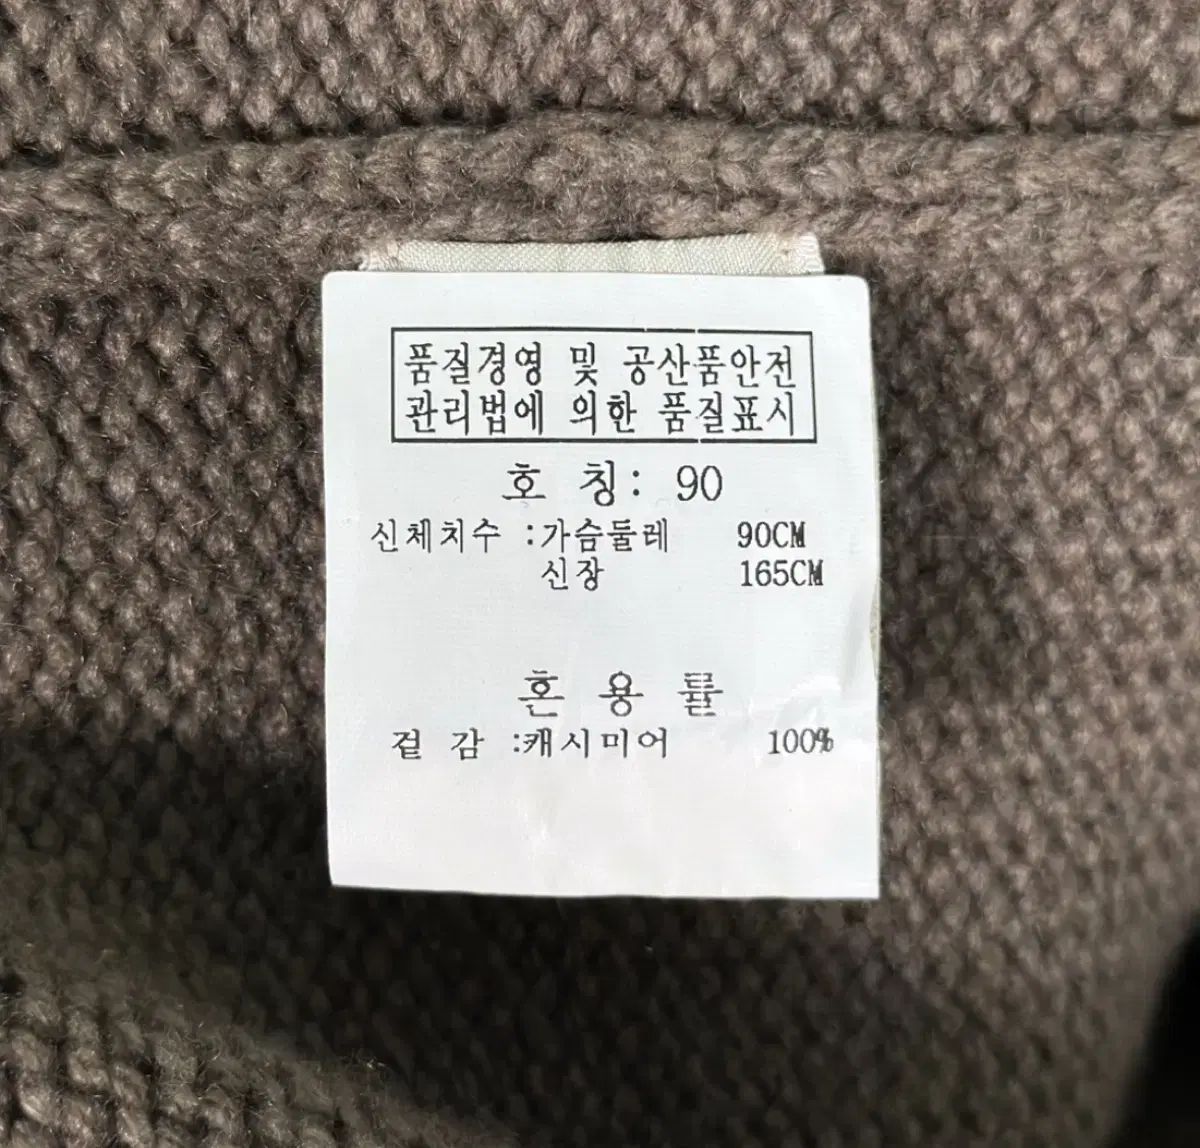 품질경영 및 공산품안전
관리법에 의한 품질표시
호 칭: 90
신체치수 :가슴둘레 90CM
신장 165CM
혼 용 률
겉 감 :캐시미어 100%